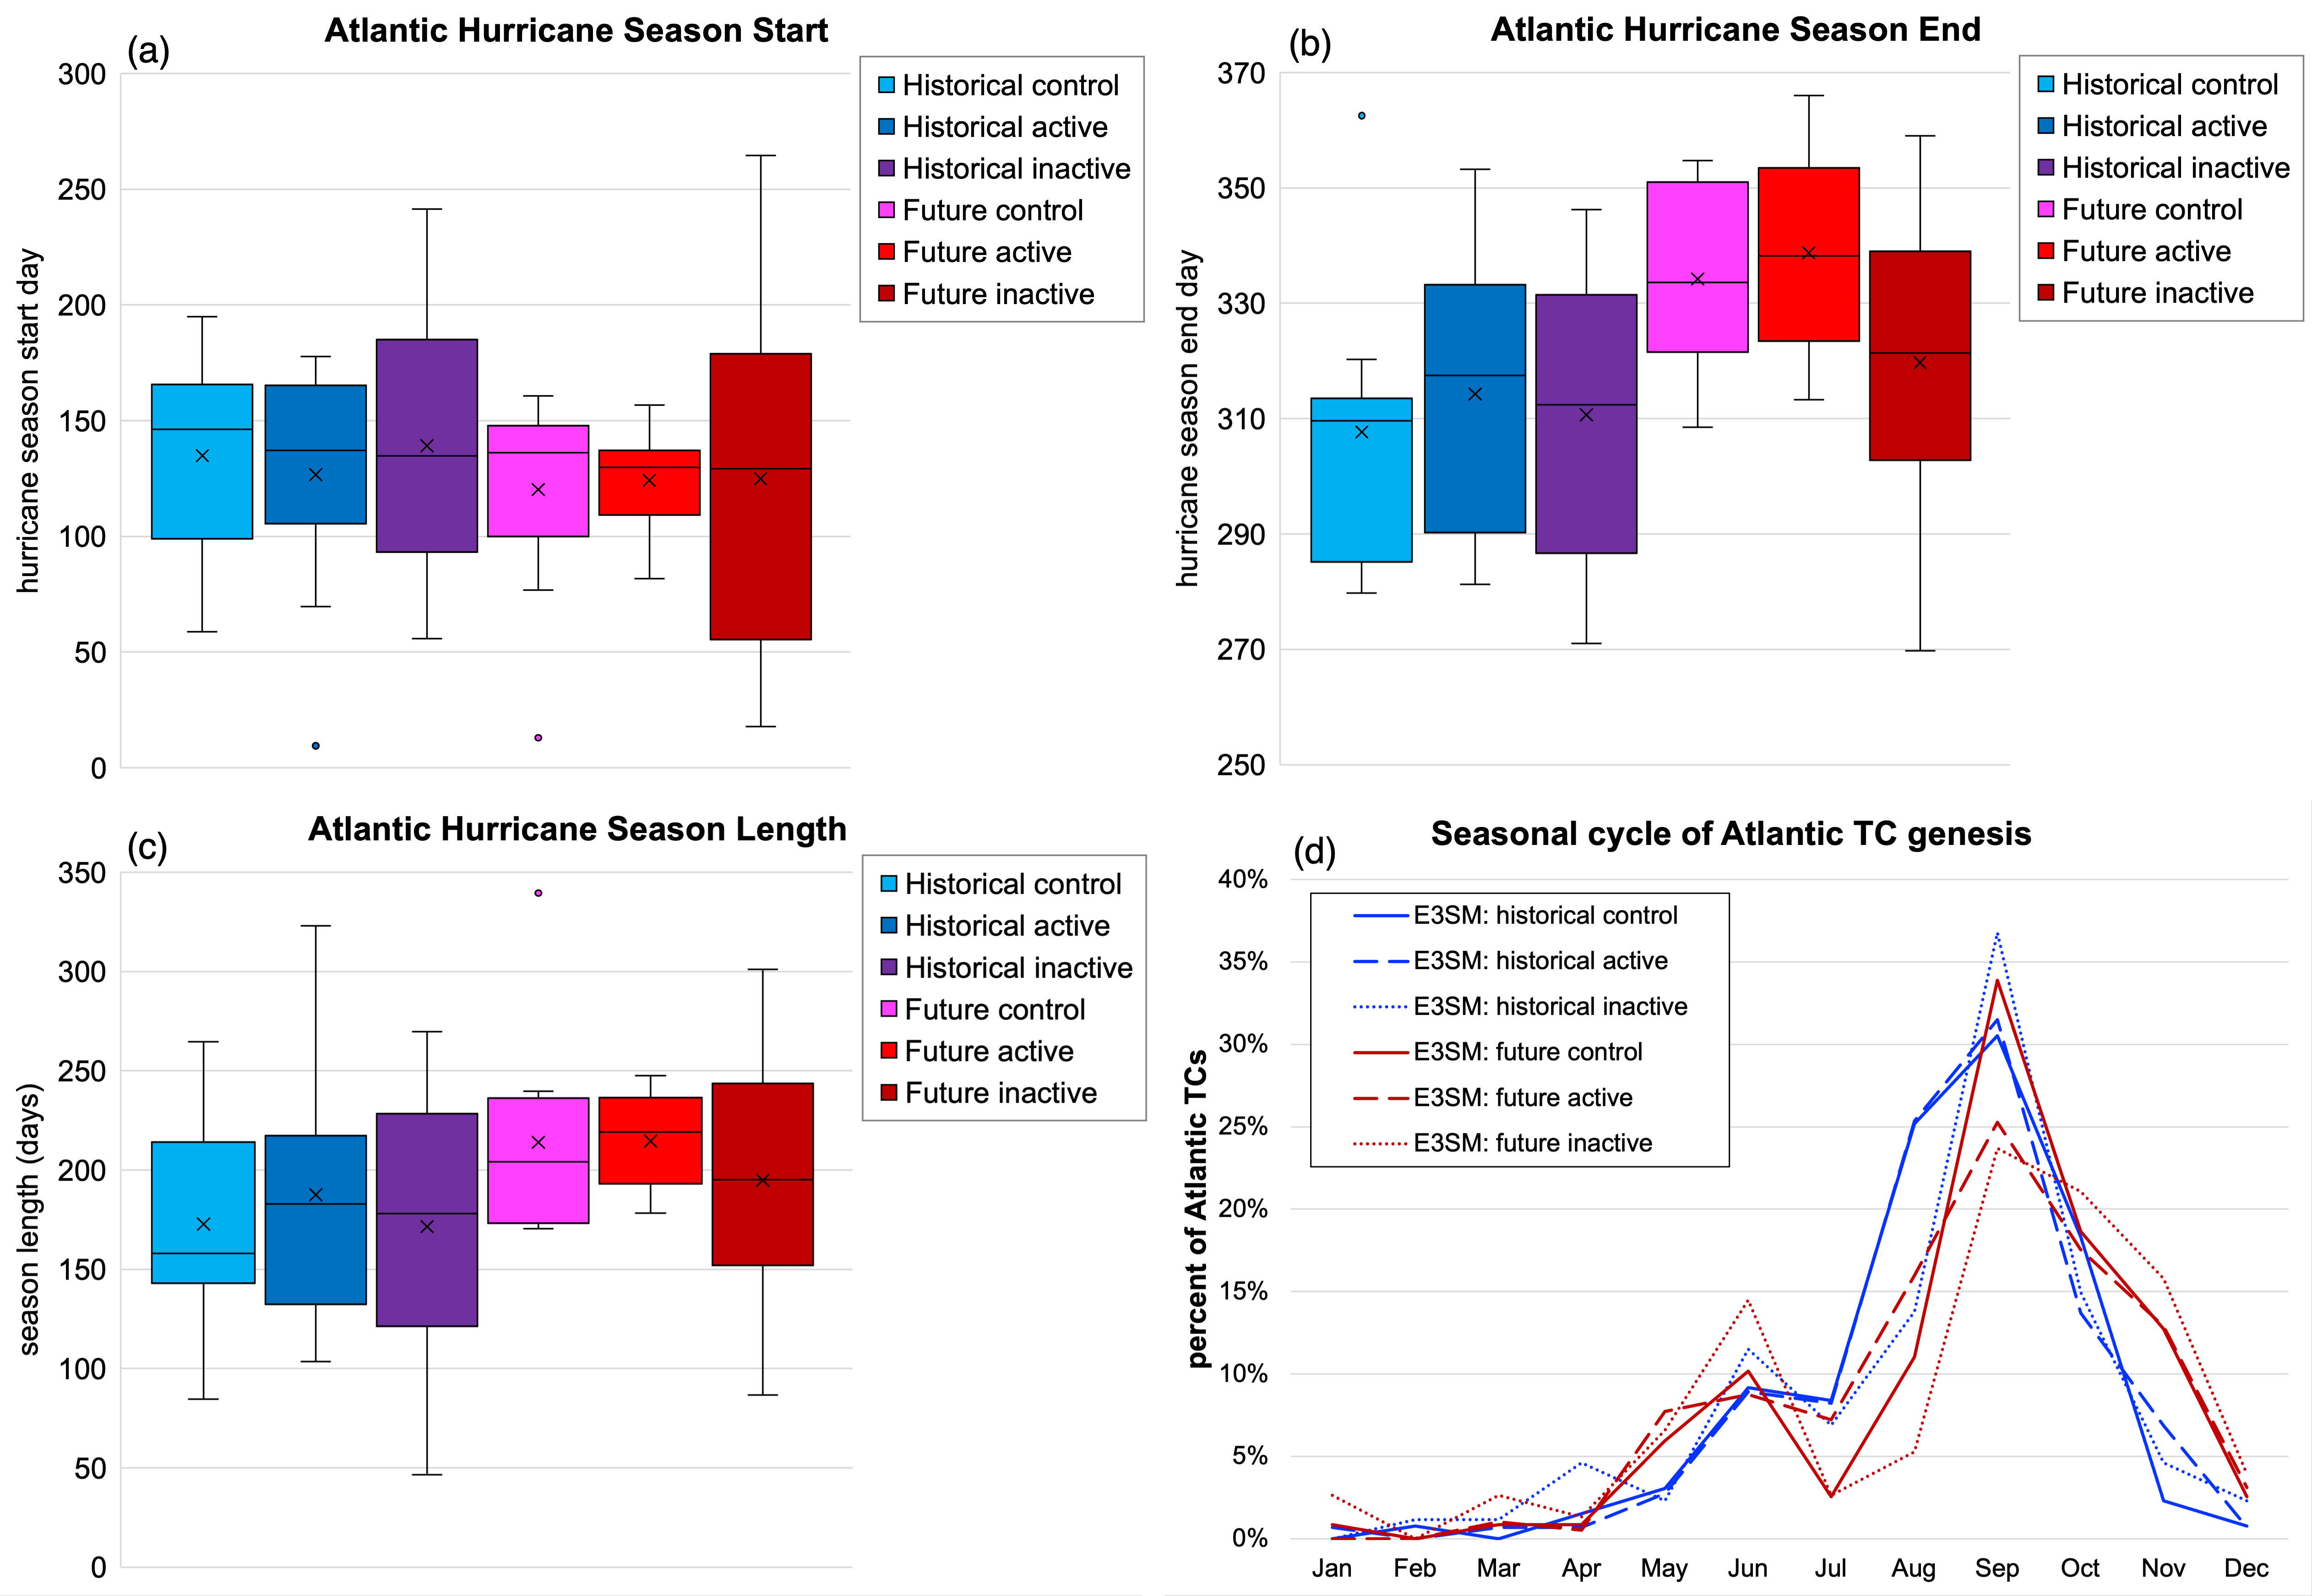 (a)
Atlantic Hurricane Season Start
hurricane season start day
300
250
200
150
100
50
0
Historical control
Historical active
Historical inactive
Future control
Future active
Future inactive
(b)
Atlantic Hurricane Season End
hurricane season end day
370
350
330
310
290
270
250
Historical control
Historical active
Historical inactive
Future control
Future active
Future inactive
(c)
Atlantic Hurricane Season Length
season length (days)
350
300
250
200
150
100
50
0
Historical control
Historical active
Historical inactive
Future control
Future active
Future inactive
(d)
Seasonal cycle of Atlantic TC genesis
percent of Atlantic TCs
40%
35%
30%
25%
20%
15%
10%
5%
0%
E3SM: historical control
E3SM: historical active
E3SM: historical inactive
E3SM: future control
E3SM: future active
E3SM: future inactive
Jan Feb Mar Apr May Jun Jul Aug Sep Oct Nov Dec